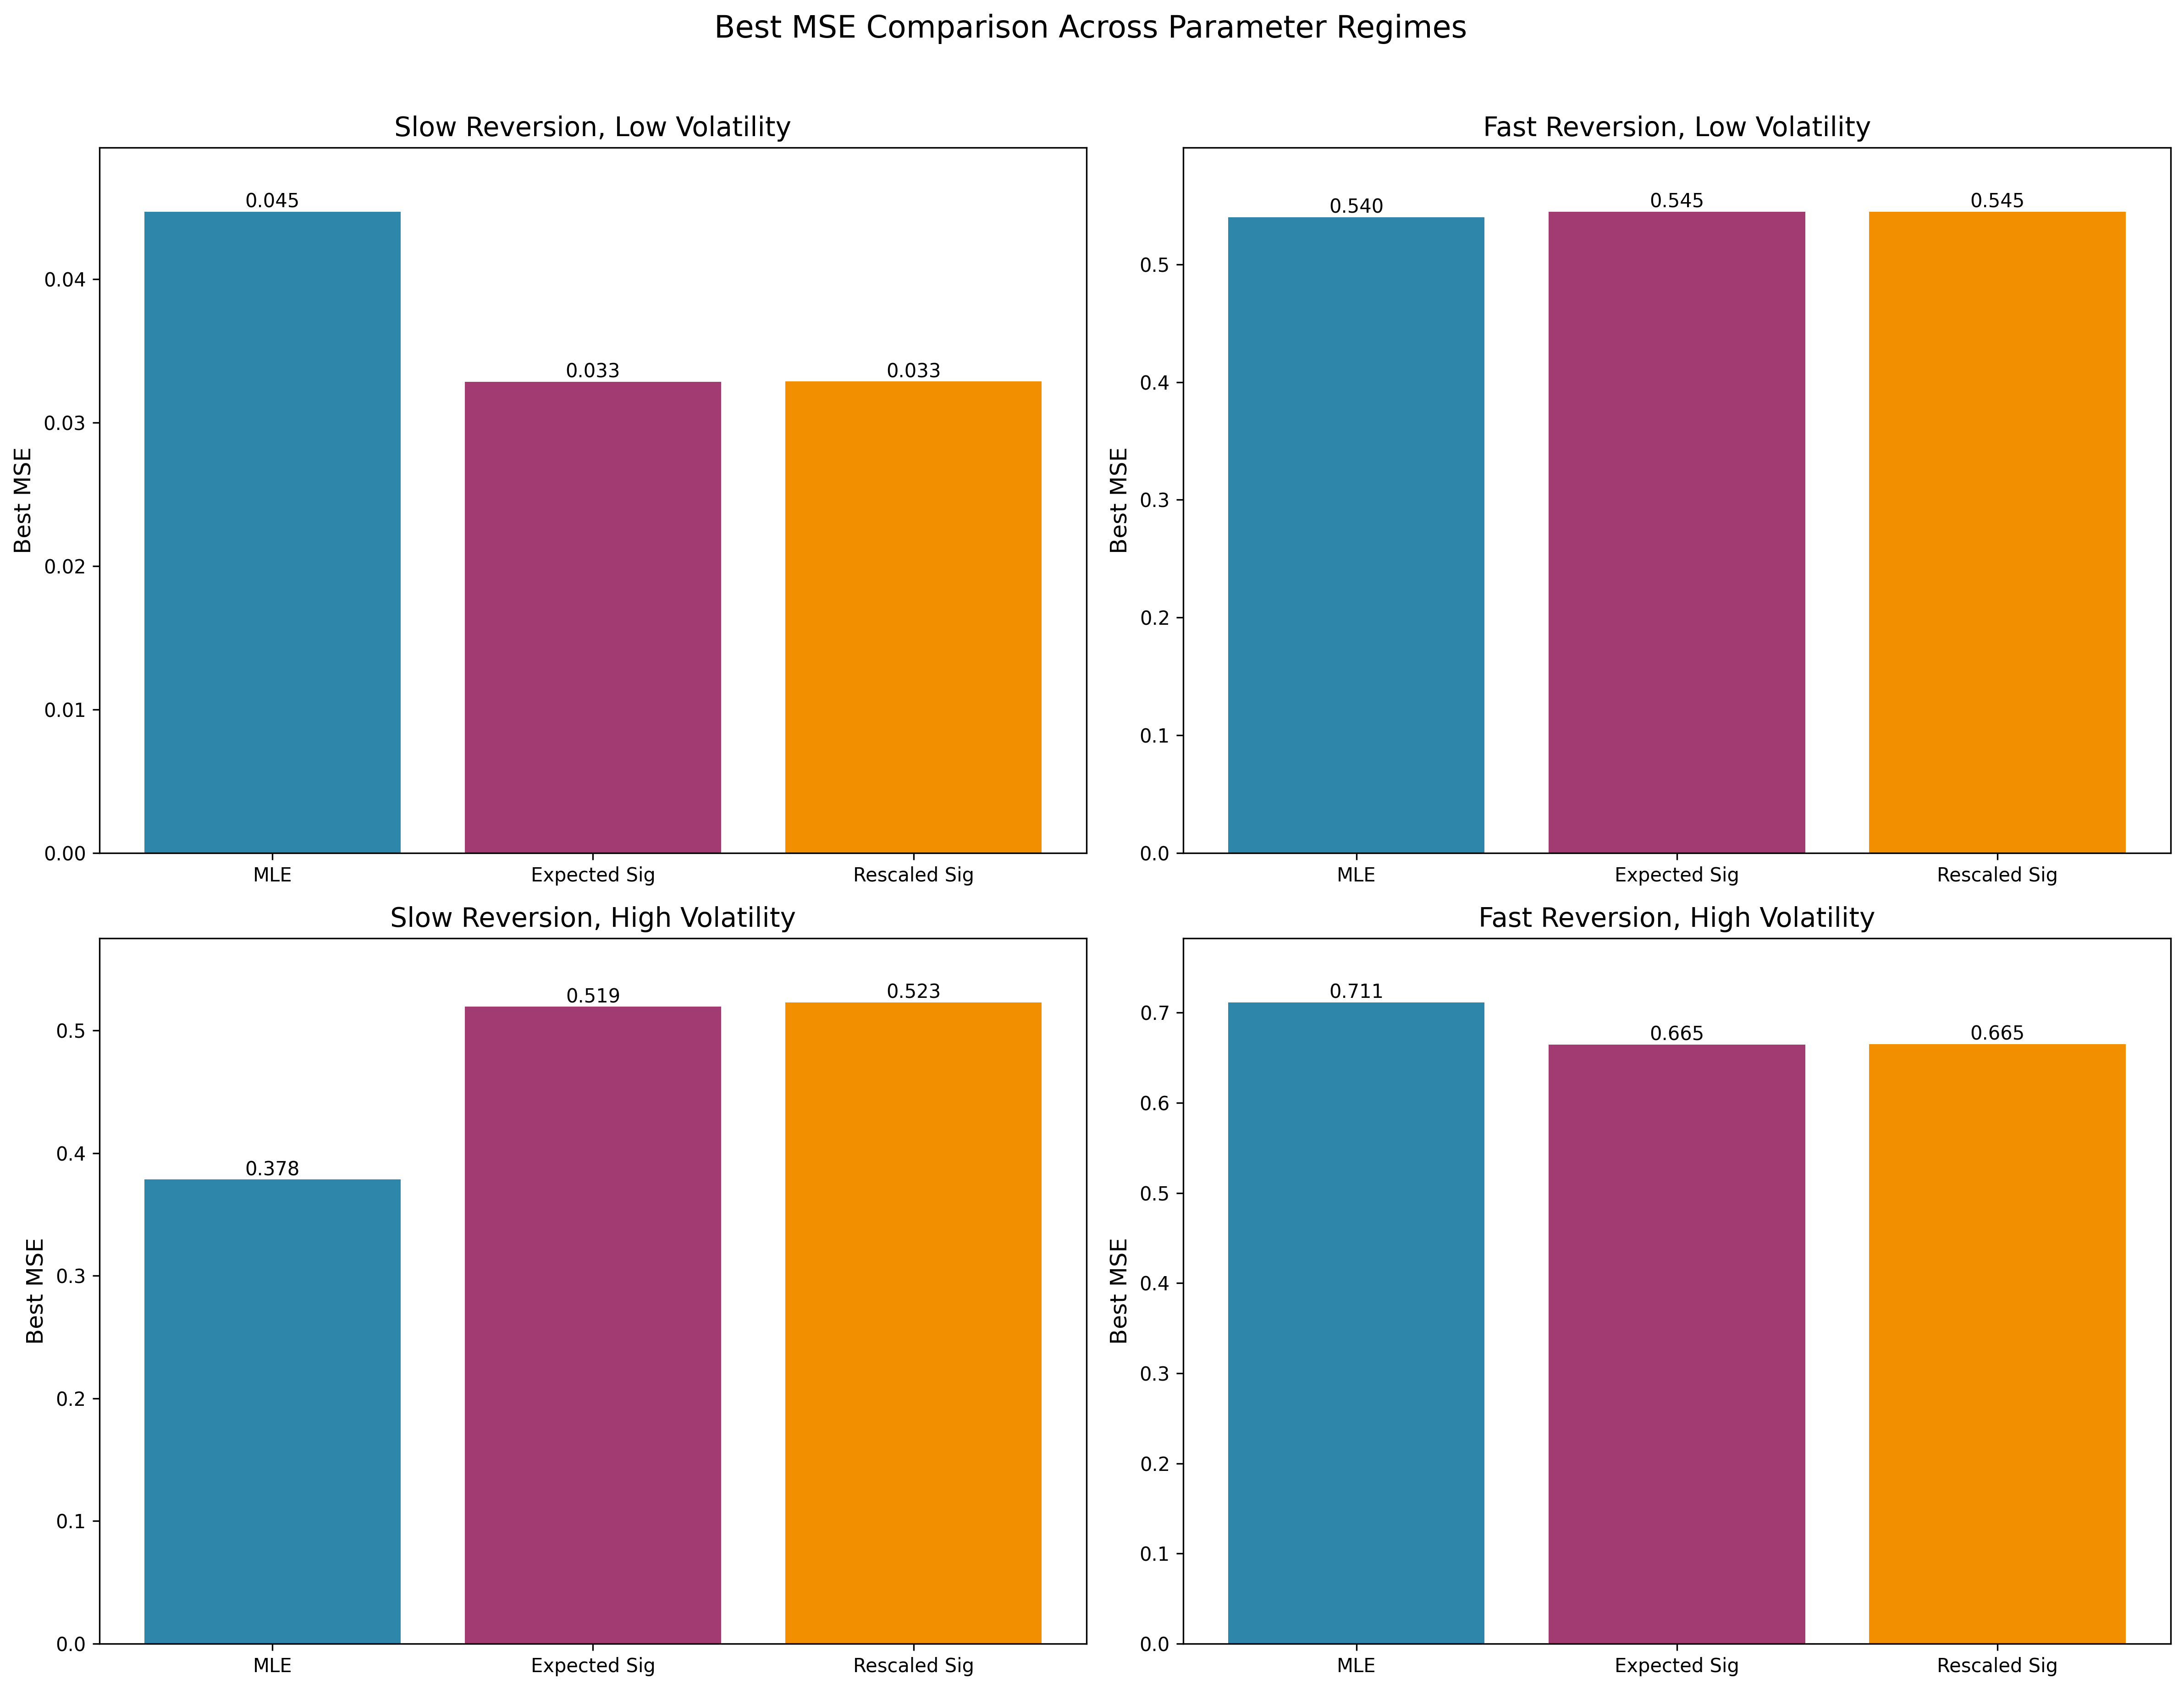 Best MSE Comparison Across Parameter Regimes
Slow Reversion, Low Volatility
Best MSE
0.04
0.03
0.02
0.01
0.00
0.045
0.033
0.033
MLE
Expected Sig
Rescaled Sig
Fast Reversion, Low Volatility
Best MSE
0.5
0.4
0.3
0.2
0.1
0.0
0.540
0.545
0.545
MLE
Expected Sig
Rescaled Sig
Slow Reversion, High Volatility
Best MSE
0.5
0.4
0.3
0.2
0.1
0.0
0.378
0.519
0.523
MLE
Expected Sig
Rescaled Sig
Fast Reversion, High Volatility
Best MSE
0.7
0.6
0.5
0.4
0.3
0.2
0.1
0.0
0.711
0.665
0.665
MLE
Expected Sig
Rescaled Sig